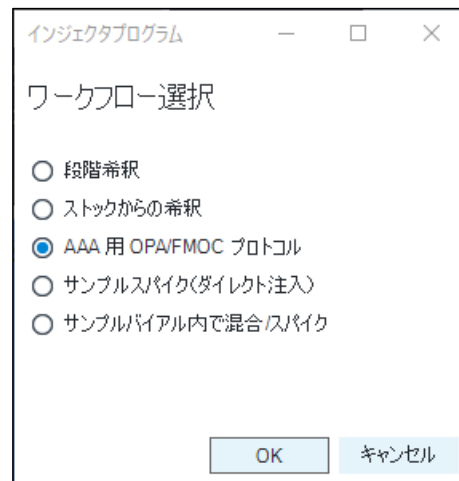 インジェクタプログラム
ワークフロー選択
段階希釈
ストックからの希釈
AAA 用 OPA/FMOC プロトコル
サンプルスパイク(ダイレクト注入)
サンプルバイアル内で混合/スパイク
OK キャンセル